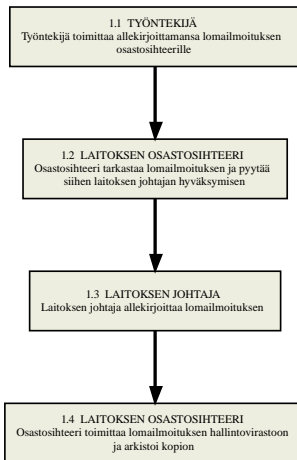 1.1 TYÖNTEKIJÄ
Työntekijä toimittaa allekirjoittamansa lomailmoituksen
osastosihteerille
1.2 LAITOKSEN OSASTOSIHTEERI
Osastosihteeri tarkastaa lomailmoituksen ja pyytää
siihen laitoksen johtajan hyväksymisen
1.3 LAITOKSEN JOHTAJA
Laitoksen johtaja allekirjoittaa lomailmoituksen
1.4 LAITOKSEN OSASTOSIHTEERI
Osastosihteeri toimittaa lomailmoituksen hallintovirastoon
ja arkistoi kopion